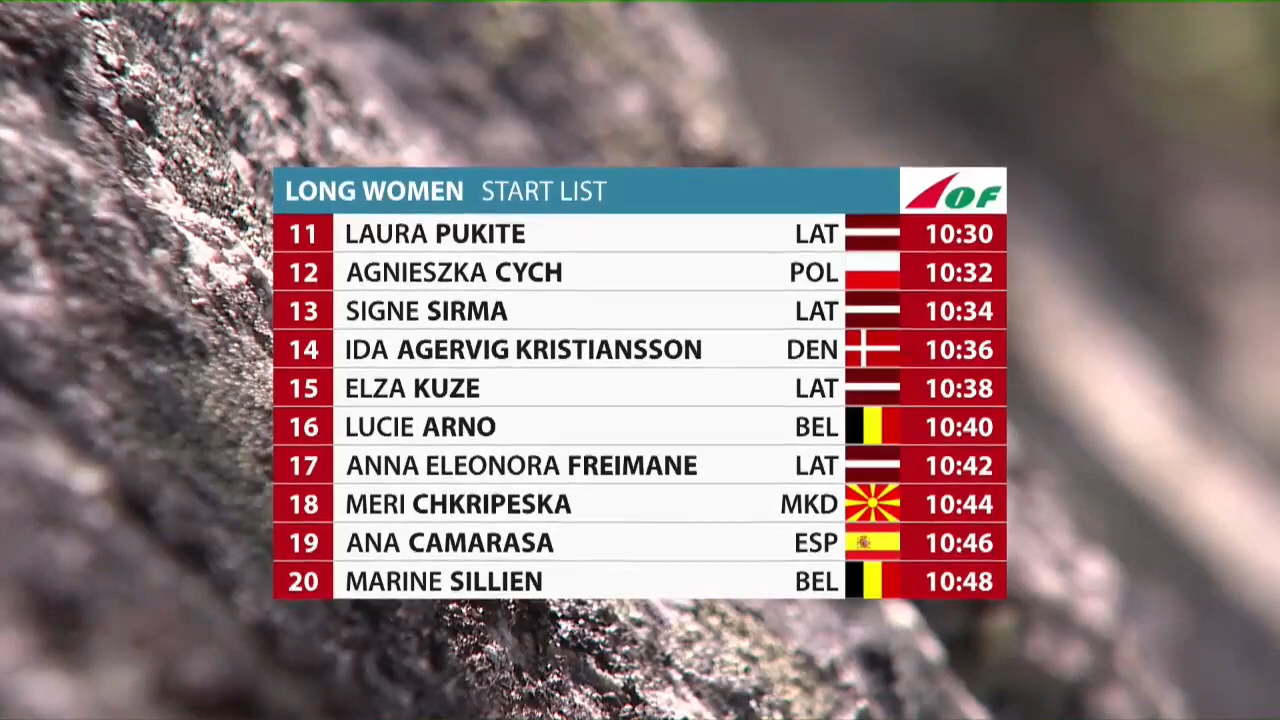 LONG WOMEN START LIST IOF
11 LAURA PUKITE LAT 10:30
12 AGNIESZKA CYCH POL 10:32
13 SIGNE SIRMA LAT 10:34
14 IDA AGERVIG KRISTIANSSON DEN 10:36
15 ELZA KUZE LAT 10:38
16 LUCIE ARNO BEL 10:40
17 ANNA ELEONORA FREIMANE LAT 10:42
18 MERI CHKRIPESKA MKD 10:44
19 ANA CAMARASA ESP 10:46
20 MARINE SILLIEN BEL 10:48